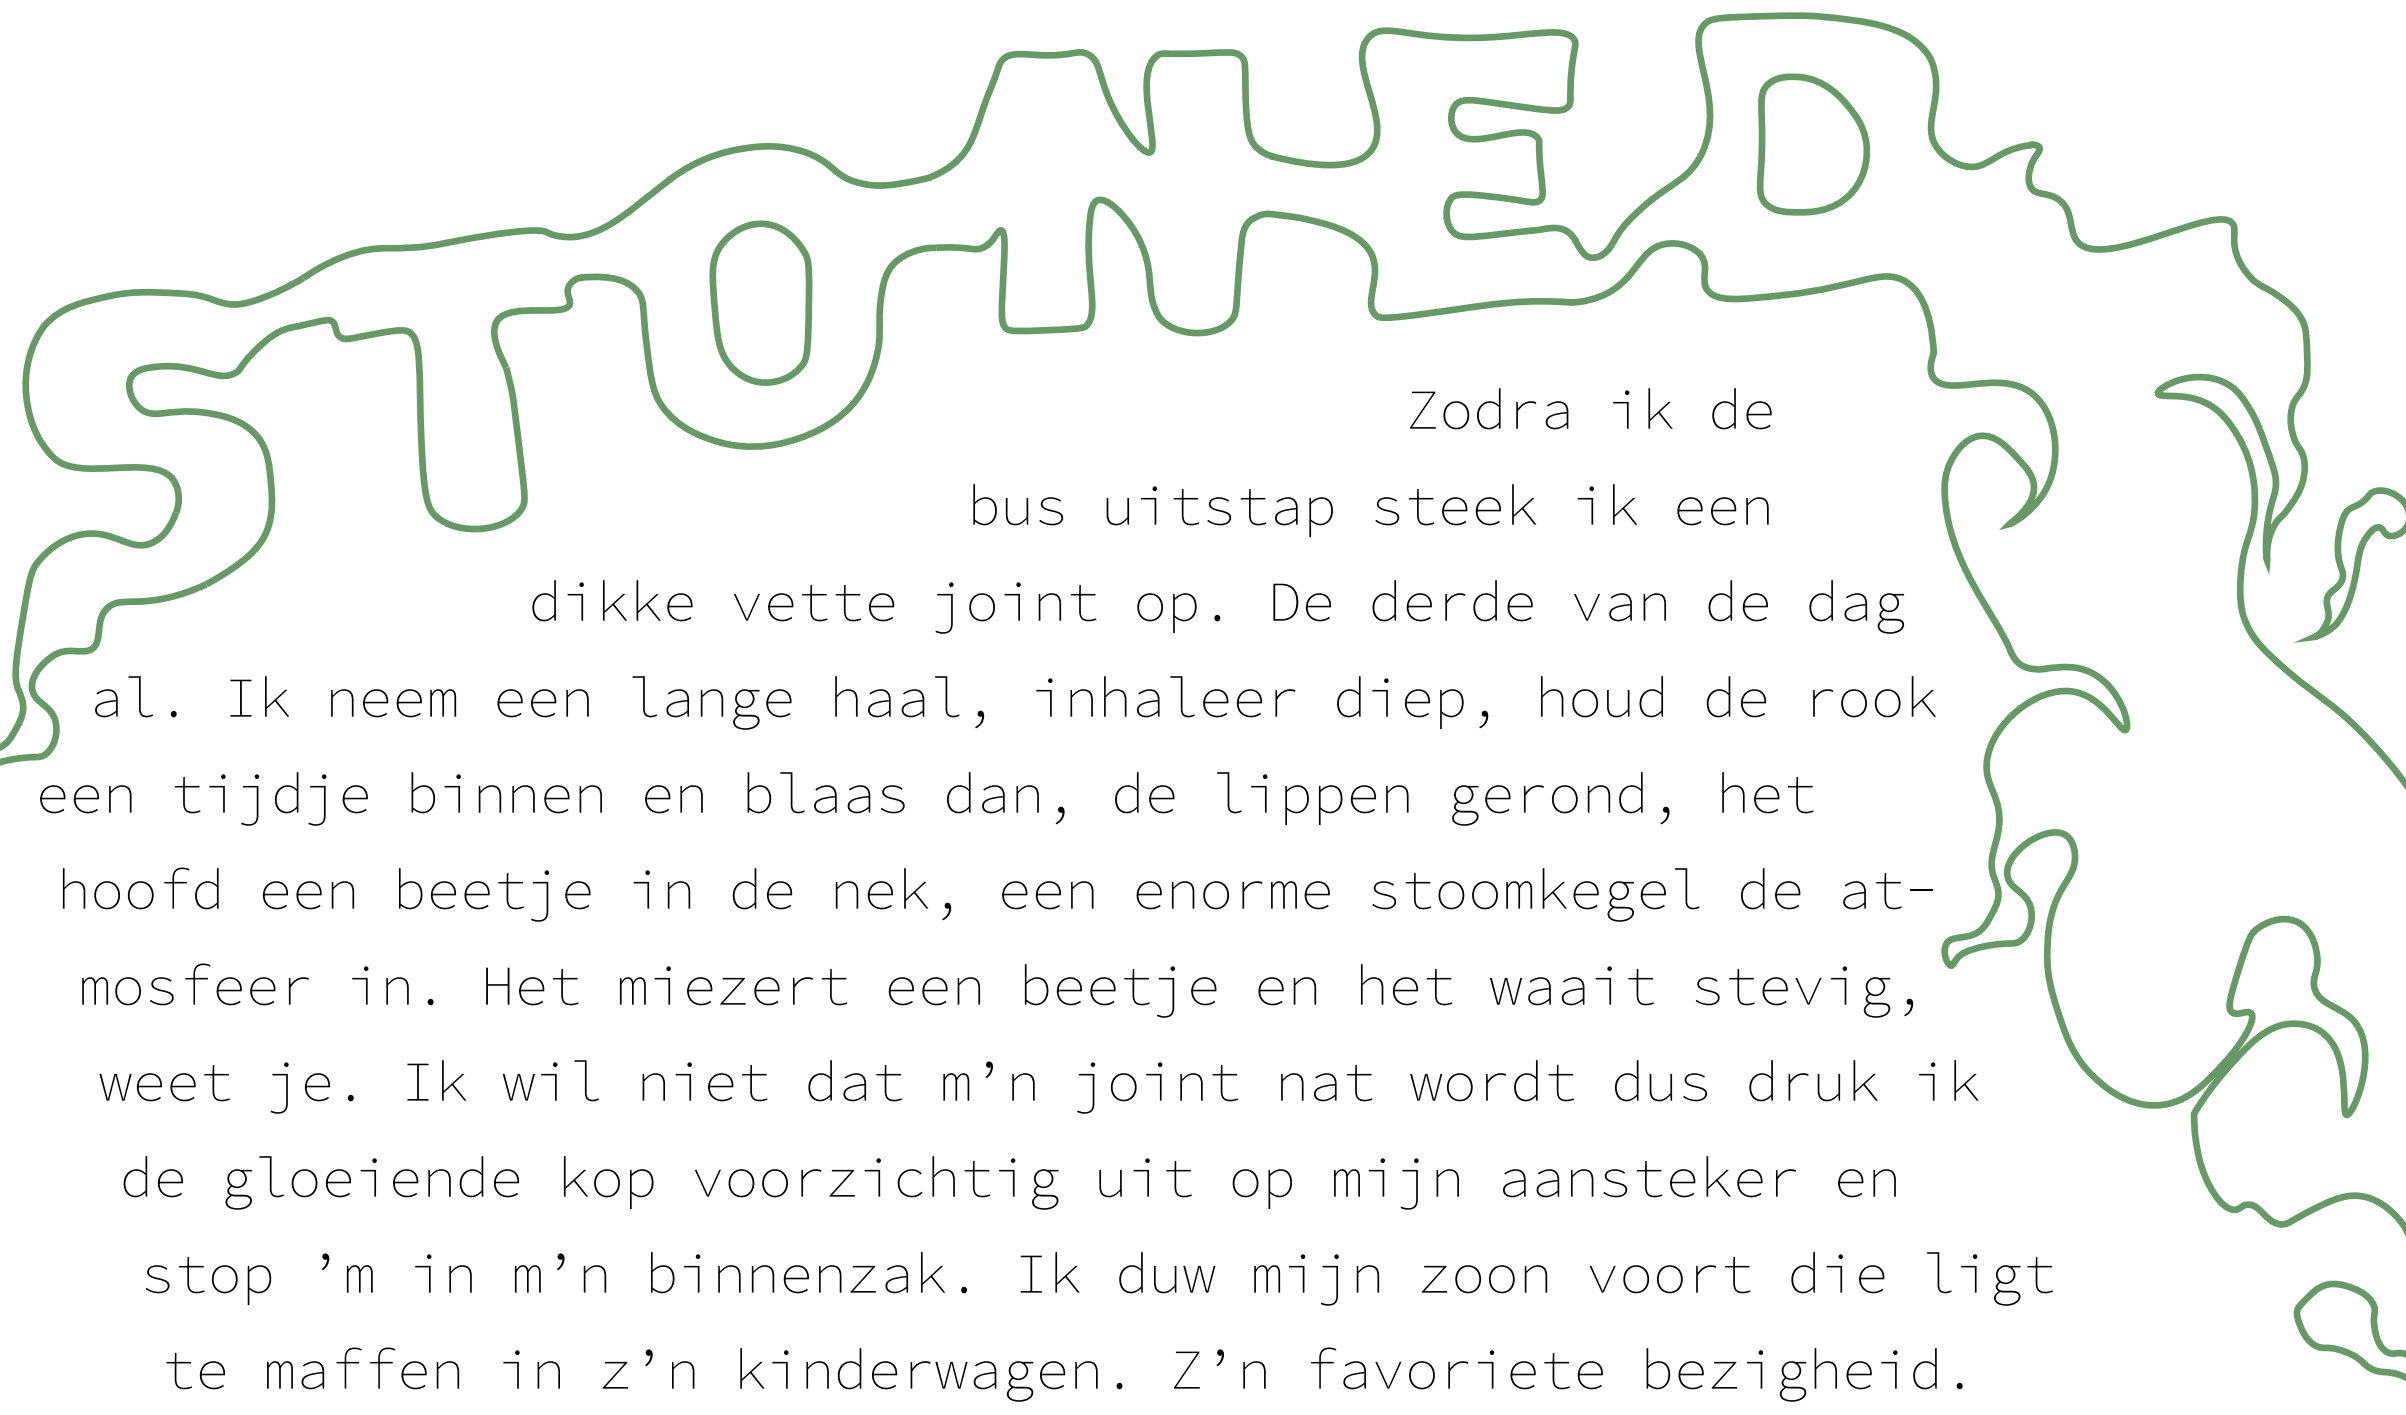 STONED
Zodra ik de
bus uitstap steek ik een
dikke vette joint op. De derde van de dag
al. Ik neem een lange haal, inhaleer diep, houd de rook
een tijdje binnen en blaas dan, de lippen gerond, het
hoofd een beetje in de nek, een enorme stoomkegel de at-
mosfeer in. Het miezert een beetje en het waait stevig,
weet je. Ik wil niet dat m’n joint nat wordt dus druk ik
de gloeiende kop voorzichtig uit op mijn aansteker en
stop ’m in m’n binnenzak. Ik duw mijn zoon voort die ligt
te maffen in z’n kinderwagen. Z’n favoriete bezigheid.